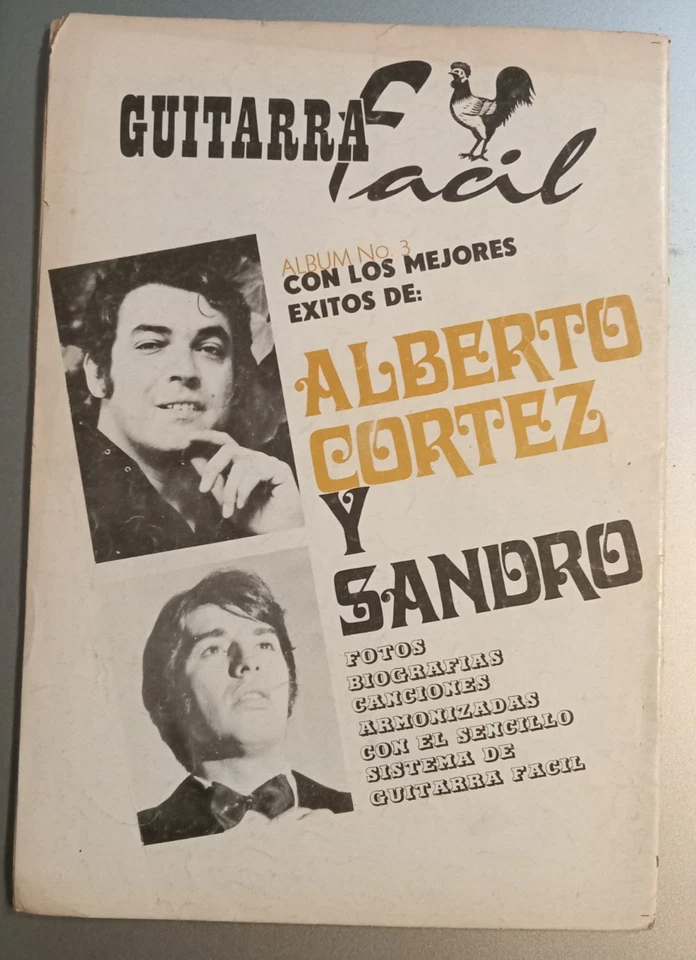 GUITARRA
Facil
ALBUM No. 3
CON LOS MEJORES
EXITOS DE:
ALBERTO
CORTEZ
Y
SANDRO
FOTOS
BIOGRAFIAS
CANCIONES
ARMONIZADAS
CON EL SENCILLO
SISTEMA DE
GUITARRA FACIL